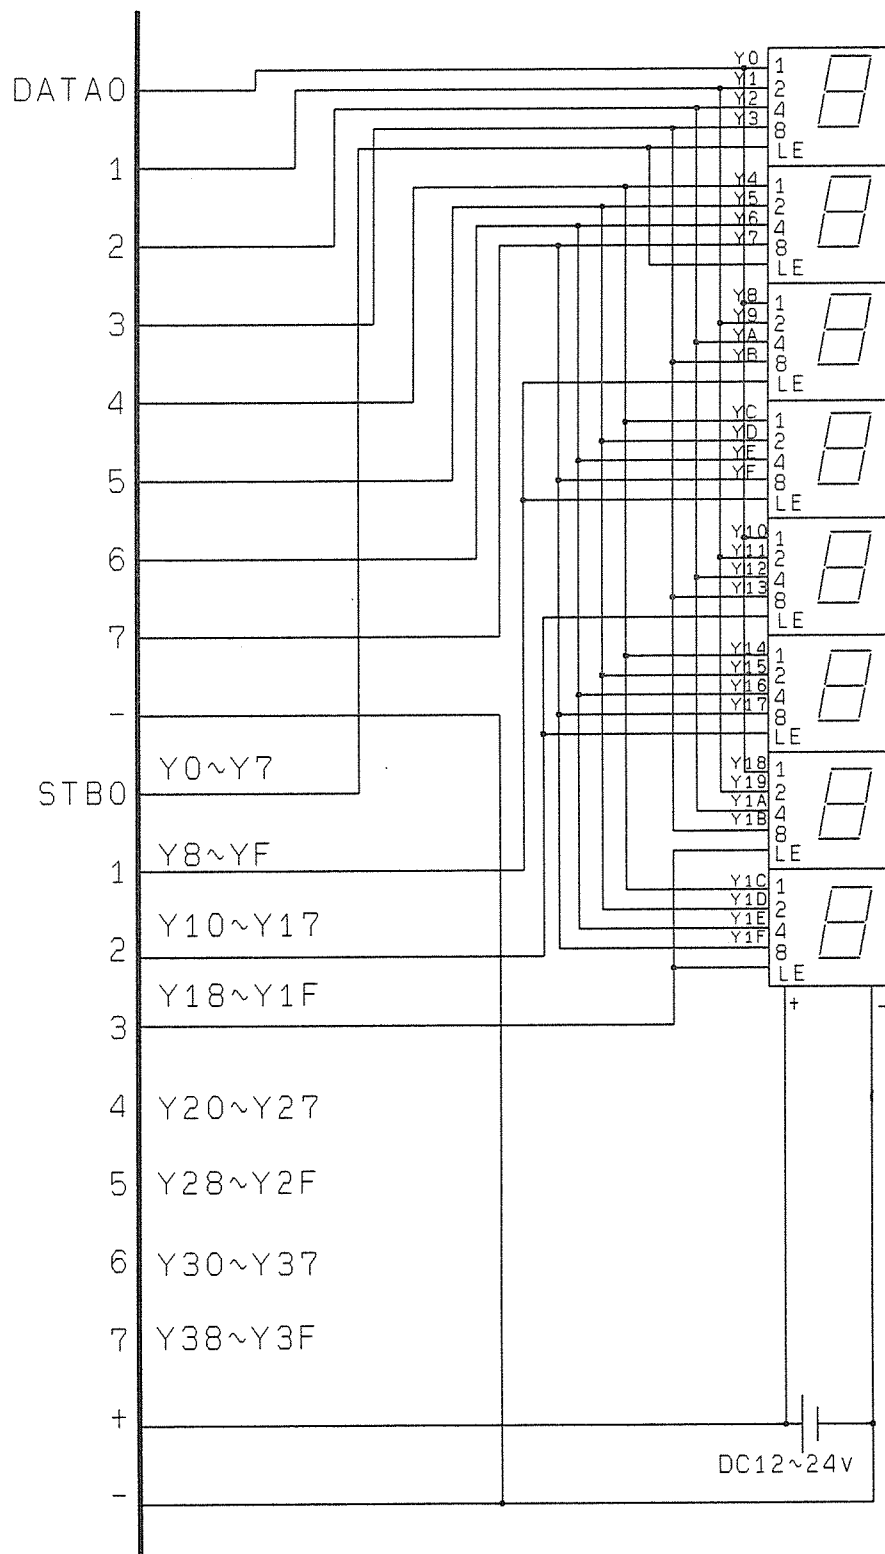 DATA0
1
2
3
4
5
6
7
-
STB0 Y0~Y7
1 Y8~YF
2 Y10~Y17
3 Y18~Y1F
4 Y20~Y27
5 Y28~Y2F
6 Y30~Y37
7 Y38~Y3F
+
-
Y0 1
Y1 2
Y2 4
Y3 8
LE
Y4 1
Y5 2
Y6 4
Y7 8
LE
Y8 1
Y9 2
YA 4
YB 8
LE
YC 1
YD 2
YE 4
YF 8
LE
Y10 1
Y11 2
Y12 4
Y13 8
LE
Y14 1
Y15 2
Y16 4
Y17 8
LE
Y18 1
Y19 2
Y1A 4
Y1B 8
LE
Y1C 1
Y1D 2
Y1E 4
Y1F 8
LE
+ -
DC12~24v